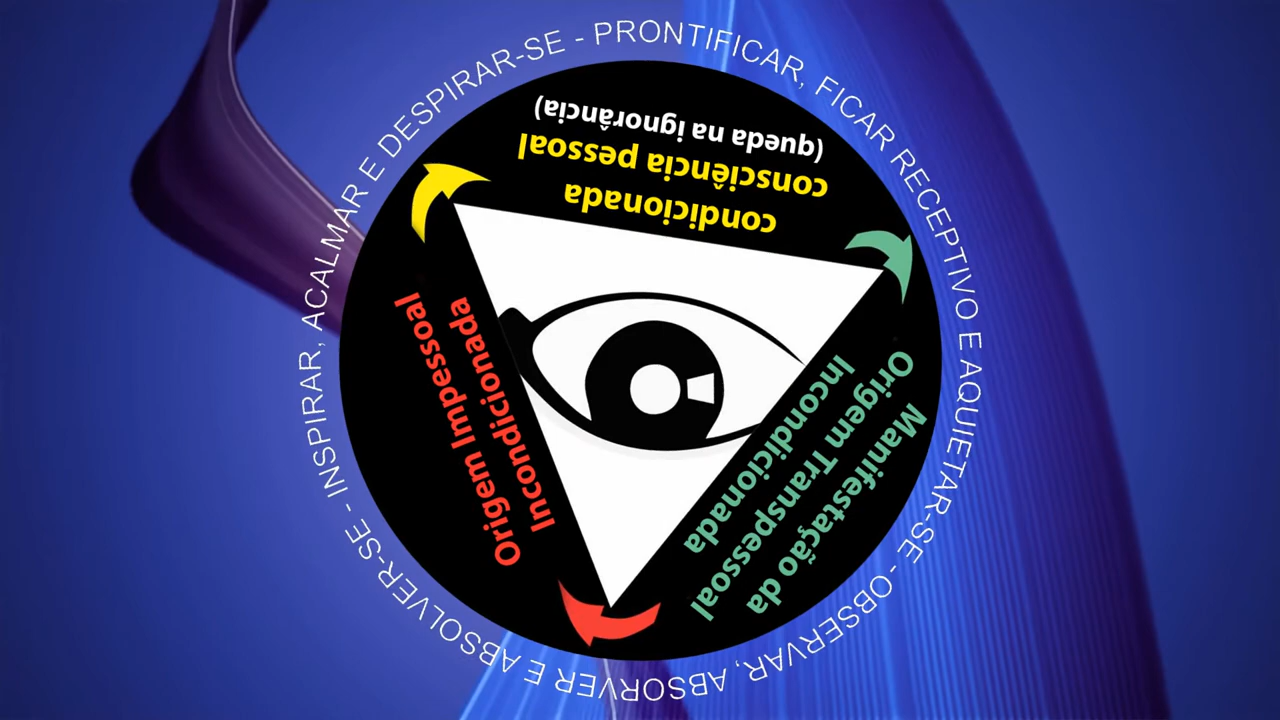 PRONTIFICAR, FICAR RECEPTIVO E AQUIETAR-SE - OBSERVAR, ABSORVER E ABSOLVER-SE - INSPIRAR, ACALMAR E DESPIRAR-SE -
condicionada
consciência pessoal
(queda na ignorância)
Manifestação da
Origem Transpessoal
Incondicionada
Origem Impessoal
Incondicionada